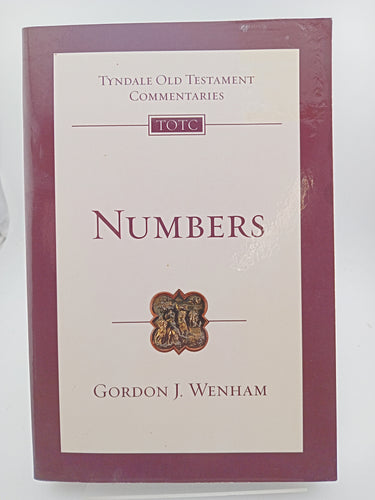 TYNDALE OLD TESTAMENT
COMMENTARIES
TOTC
NUMBERS
GORDON J. WENHAM